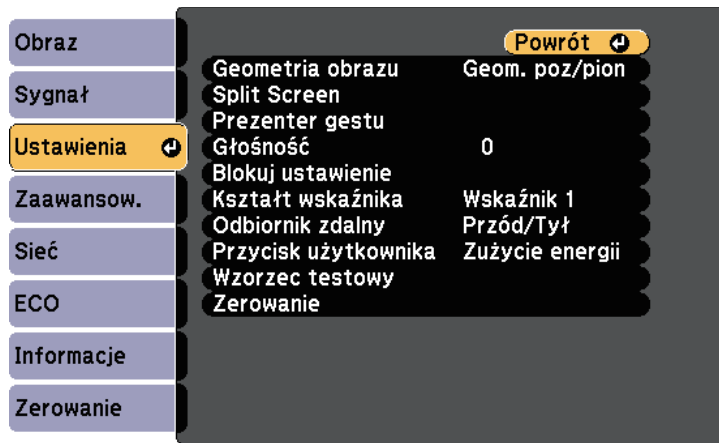 Obraz
Sygnał
Ustawienia
Zaawansow.
Sieć
ECO
Informacje
Zerowanie
Powrót
Geometria obrazu Geom. poz/pion
Split Screen
Prezenter gestu
Głośność 0
Blokuj ustawienie
Kształt wskaźnika Wskaźnik 1
Odbiornik zdalny Przód/Tył
Przycisk użytkownika Zużycie energii
Wzorzec testowy
Zerowanie